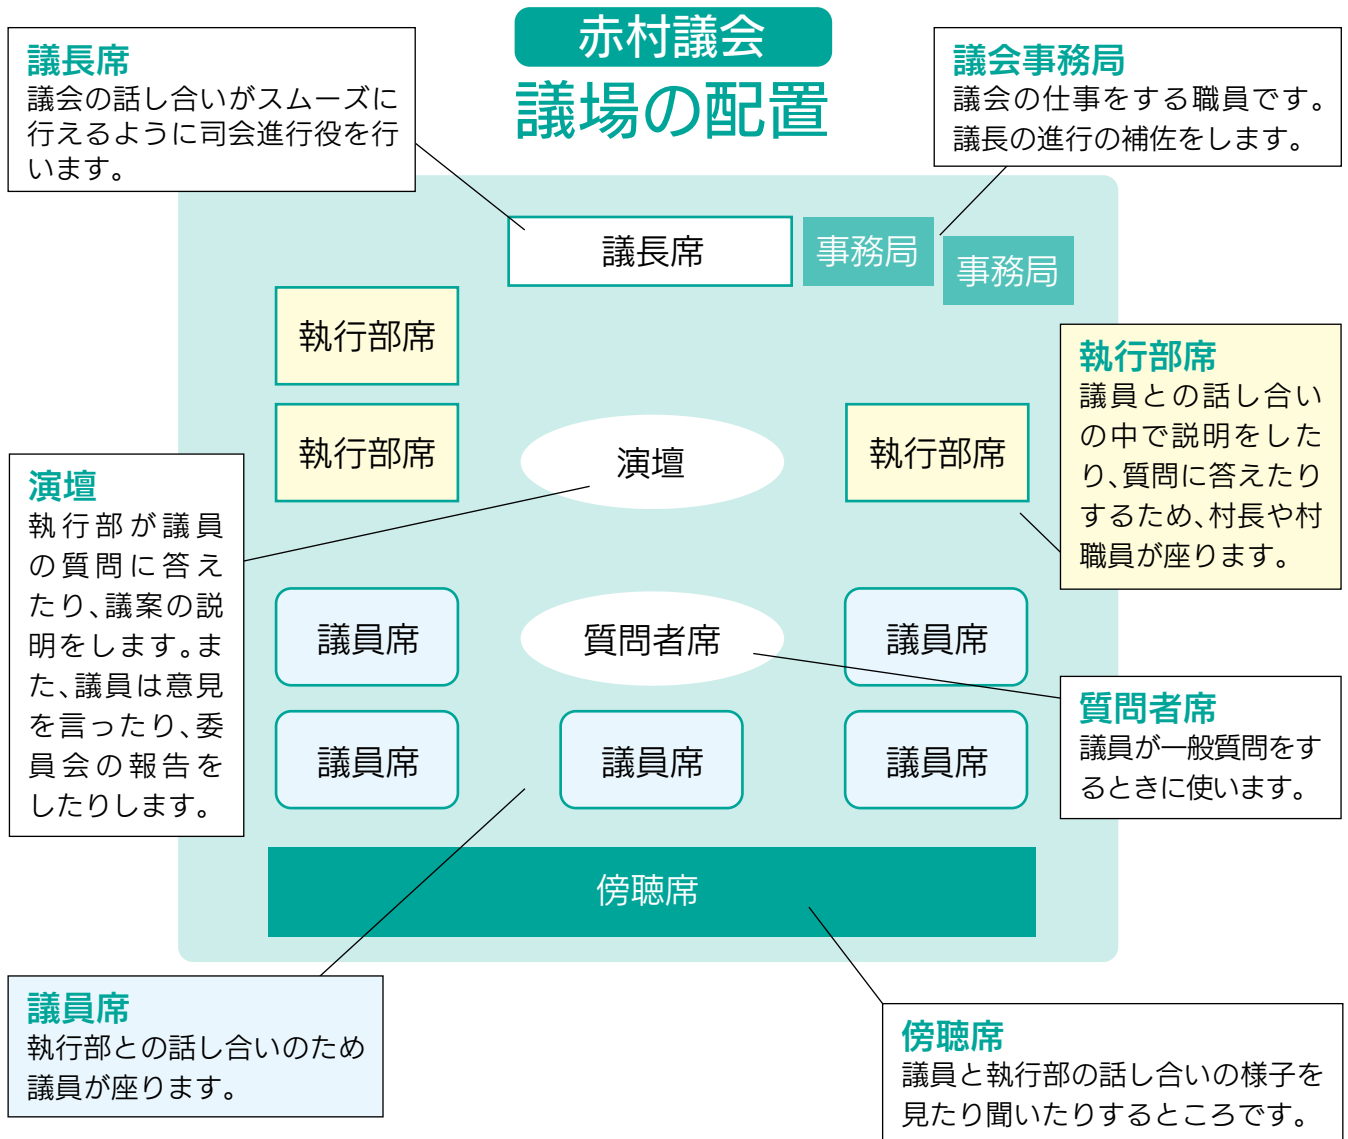 赤村議会
議場の配置
議長席
議会の話し合いがスムーズに
行えるように司会進行役を行
います。
議会事務局
議会の仕事をする職員です。
議長の進行の補佐をします。
議長席
事務局
事務局
執行部席
執行部席
演壇
執行部席
執行部席
議員との話し合い
の中で説明をした
り、質問に答えたり
するため、村長や村
職員が座ります。
演壇
執行部が議員
の質問に答え
たり、議案の説
明をします。ま
た、議員は意見
を言ったり、委
員会の報告を
したりします。
議員席
質問者席
議員席
議員席
議員席
議員席
質問者席
議員が一般質問をす
るときに使います。
傍聴席
議員席
執行部との話し合いのため
議員が座ります。
傍聴席
議員と執行部の話し合いの様子を
見たり聞いたりするところです。